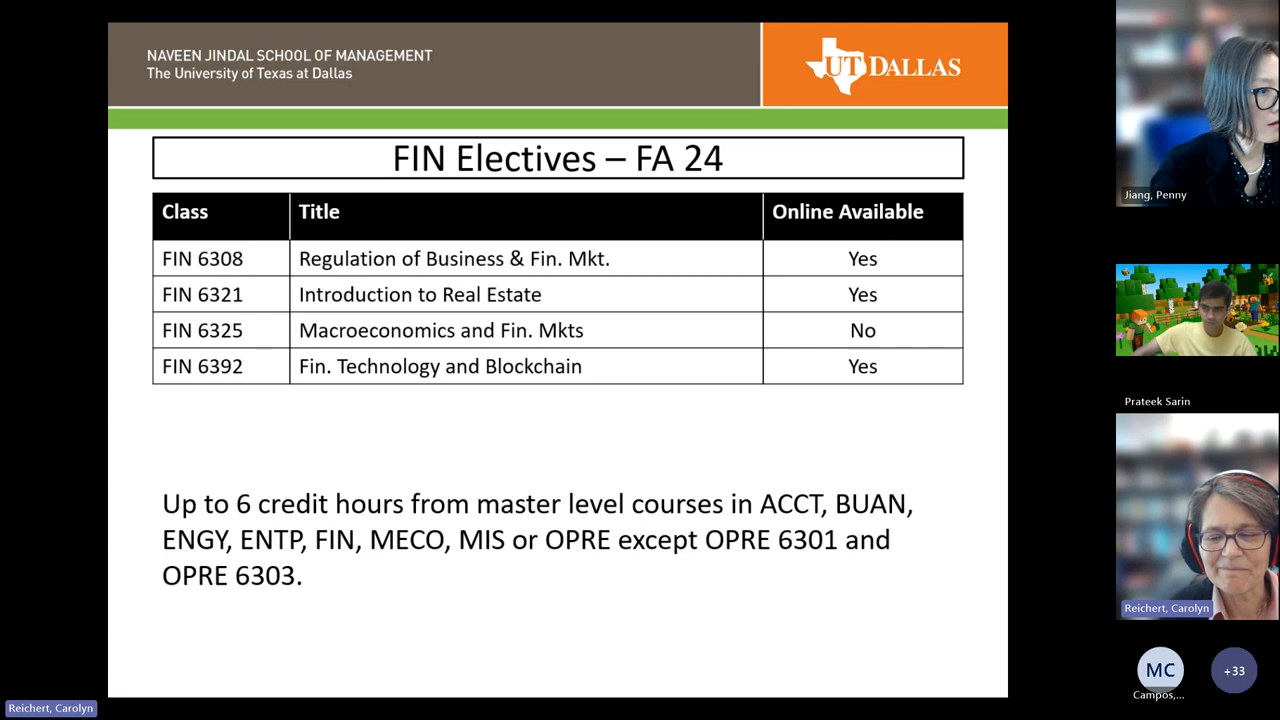 NAVEEN JINDAL SCHOOL OF MANAGEMENT
The University of Texas at Dallas
UT DALLAS
FIN Electives – FA 24
Class Title Online Available
FIN 6308 Regulation of Business & Fin. Mkt. Yes
FIN 6321 Introduction to Real Estate Yes
FIN 6325 Macroeconomics and Fin. Mkts No
FIN 6392 Fin. Technology and Blockchain Yes
Up to 6 credit hours from master level courses in ACCT, BUAN,
ENGY, ENTP, FIN, MECO, MIS or OPRE except OPRE 6301 and
OPRE 6303.
Reichert, Carolyn
Jiang, Penny
Prateek Sarin
Reichert, Carolyn
MC
Campos,...
+33